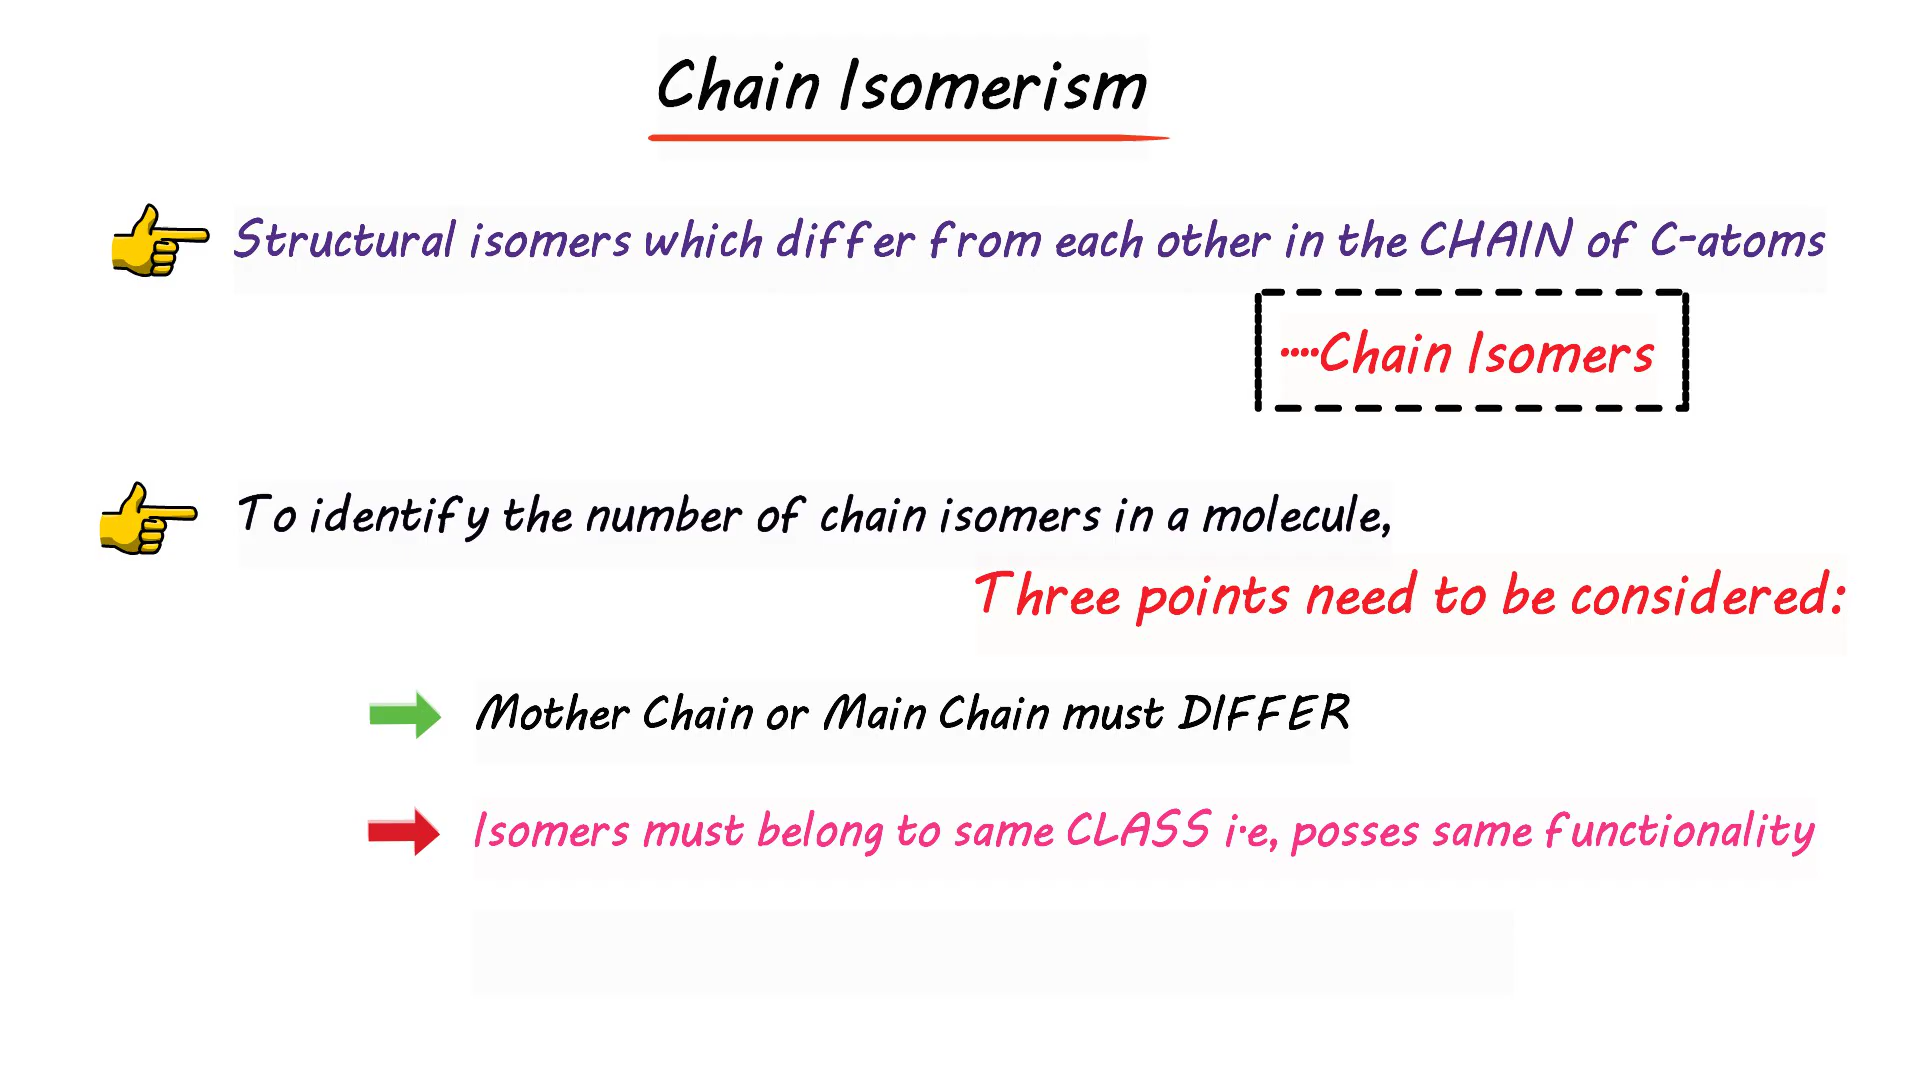 Chain Isomerism
Structural isomers which differ from each other in the CHAIN of C-atoms
····Chain Isomers
To identify the number of chain isomers in a molecule,
Three points need to be considered:
Mother Chain or Main Chain must DIFFER
Isomers must belong to same CLASS i·e, posses same functionality